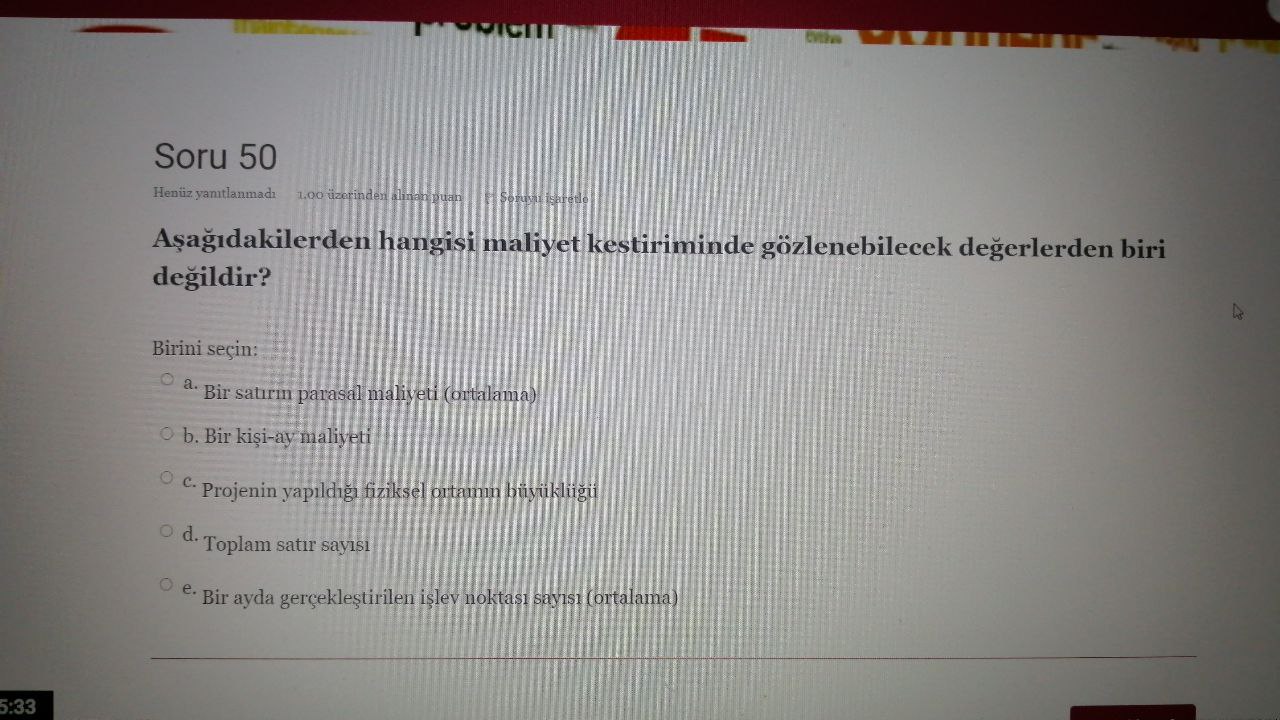 problem
Soru 50
Henüz yanıtlanmadı 1.00 üzerinden alınan puan Soruyu işaretle
Aşağıdakilerden hangisi maliyet kestiriminde gözlenebilecek değerlerden biri
değildir?
Birini seçin:
a. Bir satırın parasal maliyeti (ortalama)
b. Bir kişi-ay maliyeti
c. Projenin yapıldığı fiziksel ortamın büyüklüğü
d. Toplam satır sayısı
e. Bir ayda gerçekleştirilen işlev noktası sayısı (ortalama)
5:33